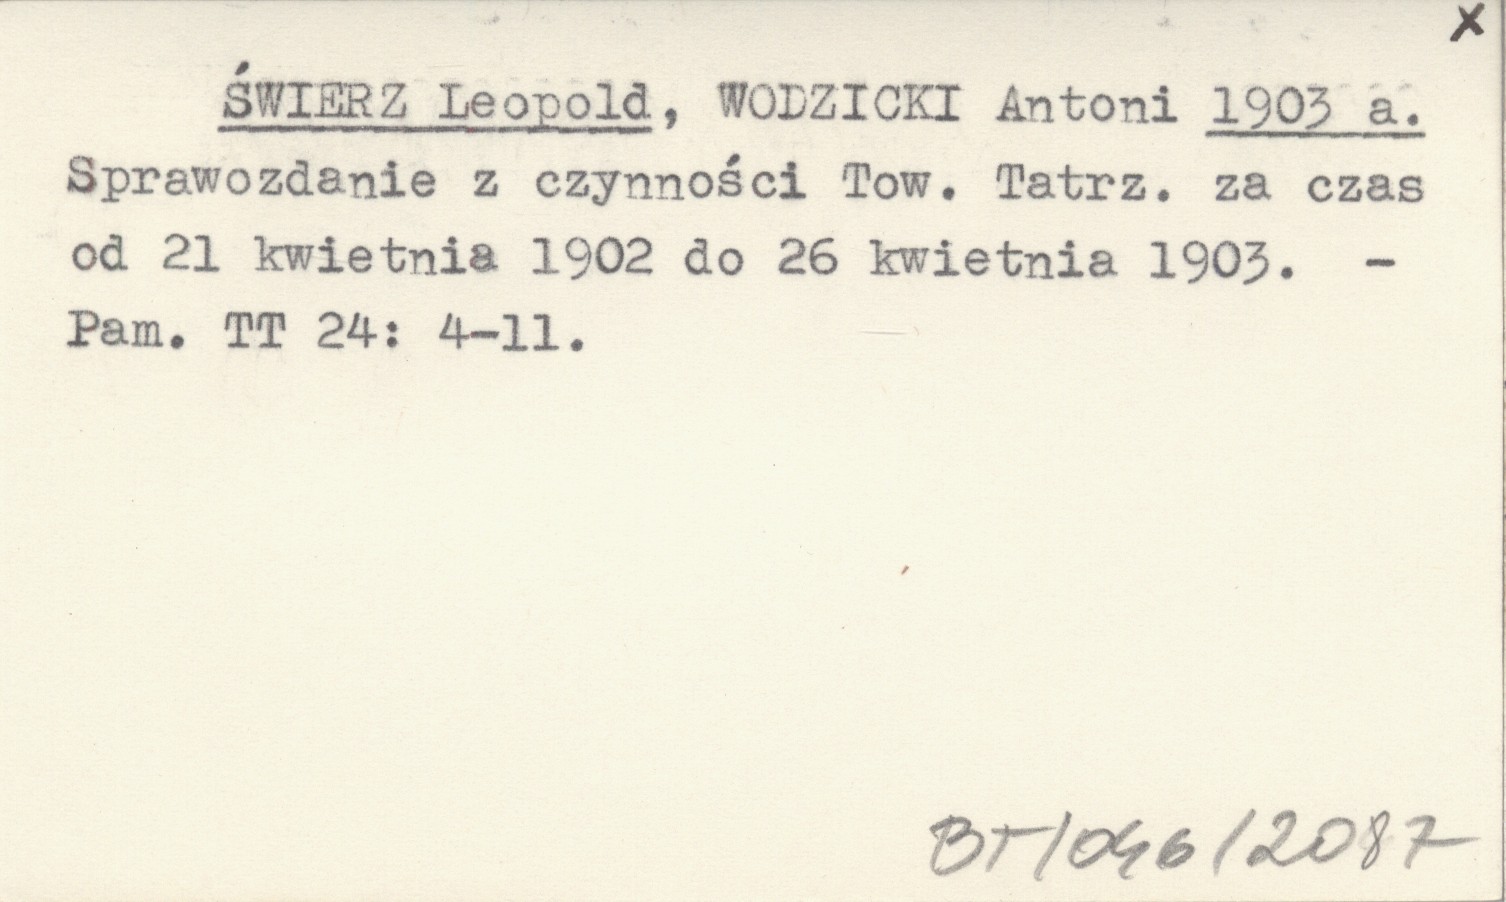 x
ŚWIERZ Leopold, WODZICKI Antoni 1903 a.
Sprawozdanie z czynności Tow. Tatrz. za czas
od 21 kwietnia 1902 do 26 kwietnia 1903. -
Pam. TT 24: 4-11.
BT/046/2087